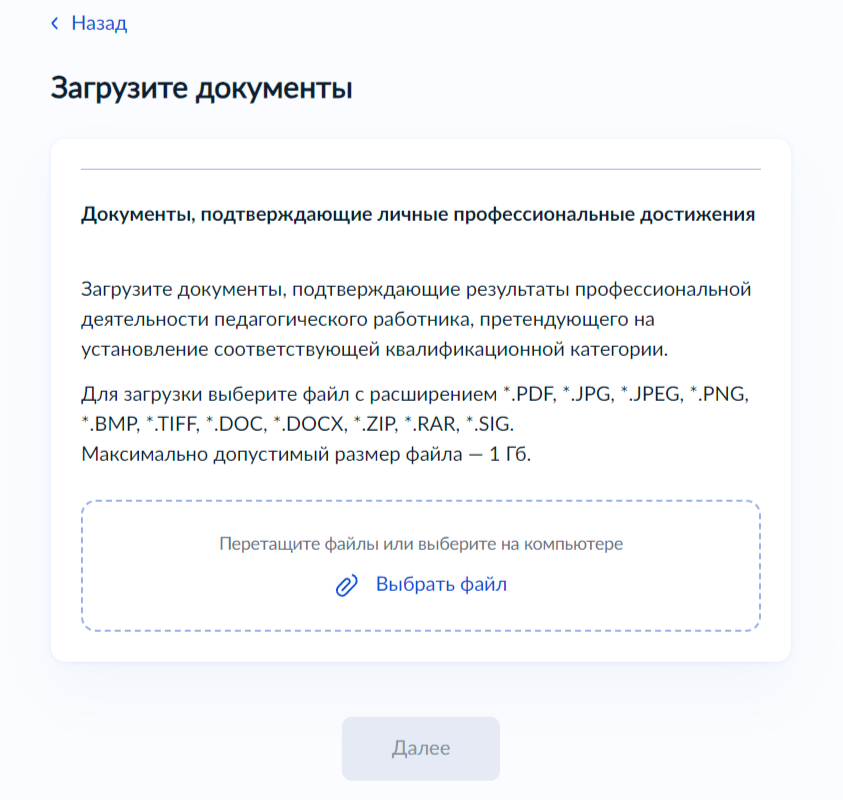 Назад
Загрузите документы
Документы, подтверждающие личные профессиональные достижения
Загрузите документы, подтверждающие результаты профессиональной
деятельности педагогического работника, претендующего на
установление соответствующей квалификационной категории.
Для загрузки выберите файл с расширением *.PDF, *.JPG, *.JPEG, *.PNG,
*.BMP, *.TIFF, *.DOC, *.DOCX, *.ZIP, *.RAR, *.SIG.
Максимально допустимый размер файла — 1 Гб.
Перетащите файлы или выберите на компьютере
Выбрать файл
Далее